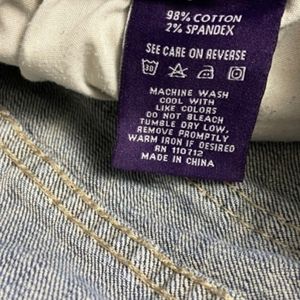 98% COTTON
2% SPANDEX
SEE CARE ON REVERSE
30
MACHINE WASH
COOL WITH
LIKE COLORS
DO NOT BLEACH
TUMBLE DRY LOW,
REMOVE PROMPTLY
WARM IRON IF DESIRED
RN 110712
MADE IN CHINA